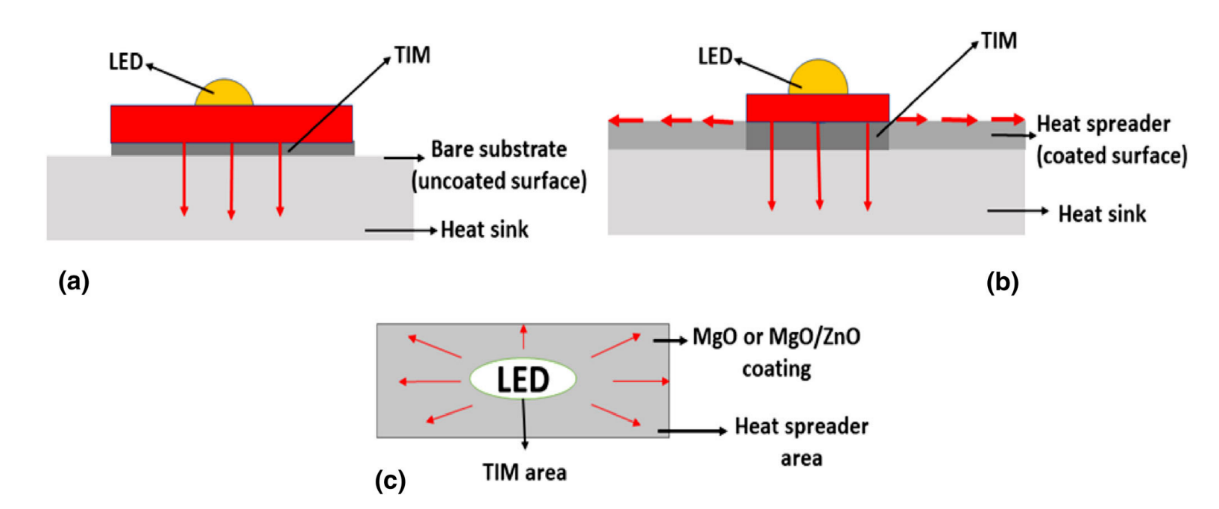 LED
TIM
Bare substrate
(uncoated surface)
Heat sink
(a)
LED
TIM
Heat spreader
(coated surface)
Heat sink
(b)
LED
MgO or MgO/ZnO
coating
Heat spreader
area
TIM area
(c)